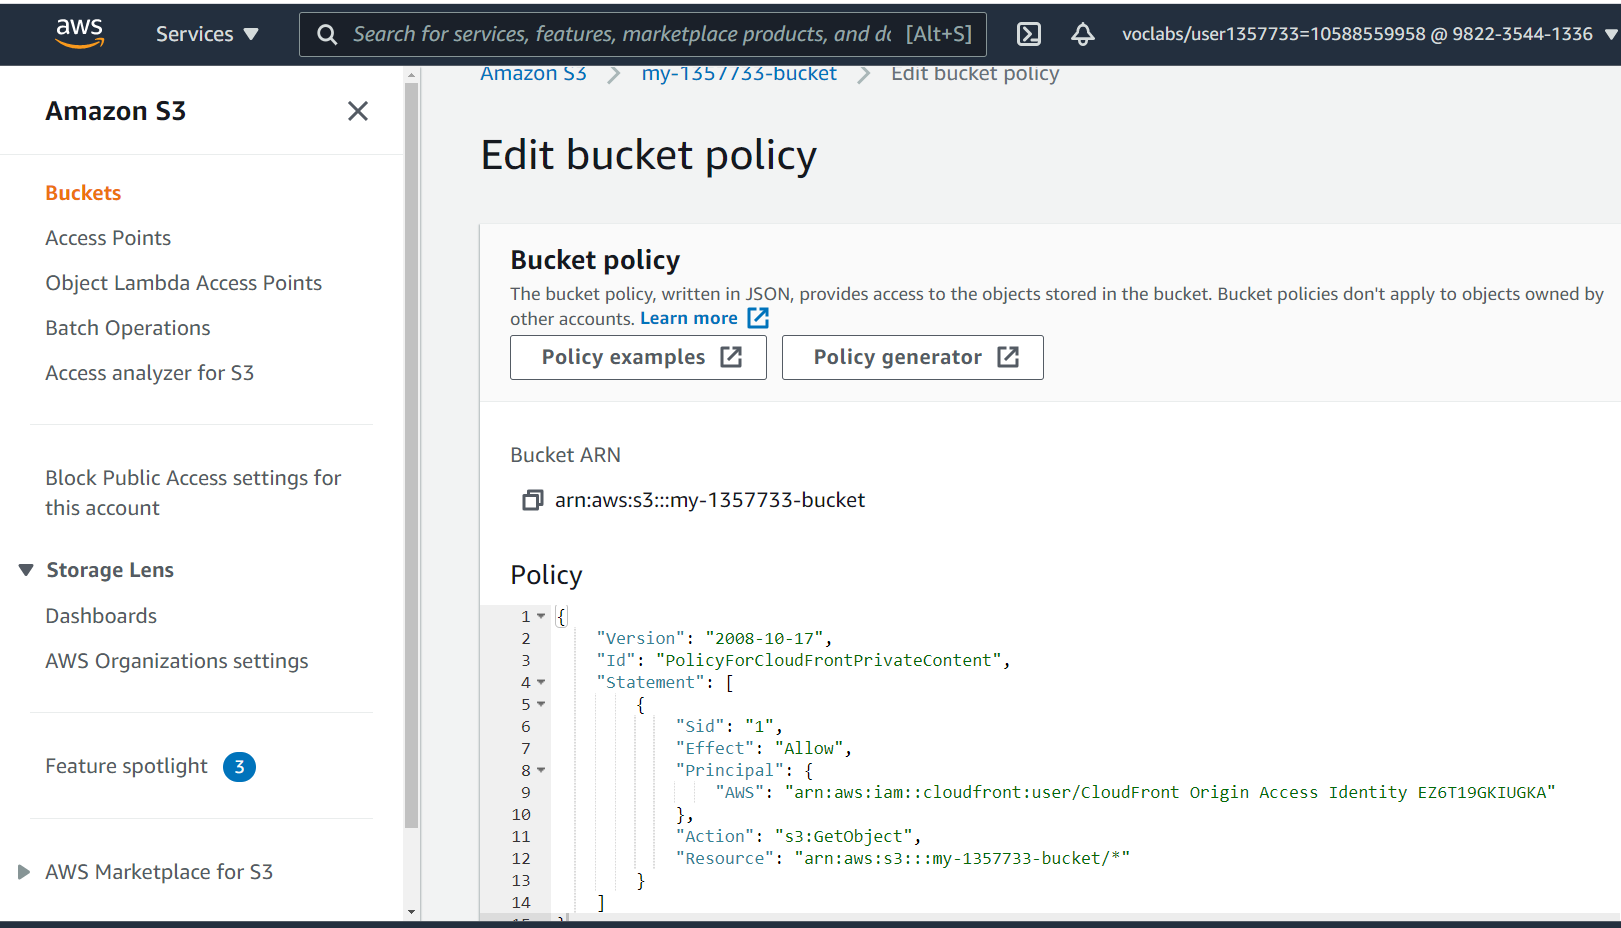 aws
Services
Search for services, features, marketplace products, and dc [Alt+S]
voclabs/user1357733=10588559958 @ 9822-3544-1336
Amazon S3
Buckets
Access Points
Object Lambda Access Points
Batch Operations
Access analyzer for S3
Block Public Access settings for
this account
Storage Lens
Dashboards
AWS Organizations settings
Feature spotlight 3
AWS Marketplace for S3
Amazon S3 > my-1357733-bucket > Edit bucket policy
Edit bucket policy
Bucket policy
The bucket policy, written in JSON, provides access to the objects stored in the bucket. Bucket policies don't apply to objects owned by
other accounts. Learn more
Policy examples
Policy generator
Bucket ARN
arn:aws:s3:::my-1357733-bucket
Policy
1 {
2 "Version": "2008-10-17",
3 "Id": "PolicyForCloudFrontPrivateContent",
4 "Statement": [
5 {
6 "Sid": "1",
7 "Effect": "Allow",
8 "Principal": {
9 "AWS": "arn:aws:iam::cloudfront:user/CloudFront Origin Access Identity EZ6T19GKIUGKA"
10 },
11 "Action": "s3:GetObject",
12 "Resource": "arn:aws:s3:::my-1357733-bucket/*"
13 }
14 ]
15 }